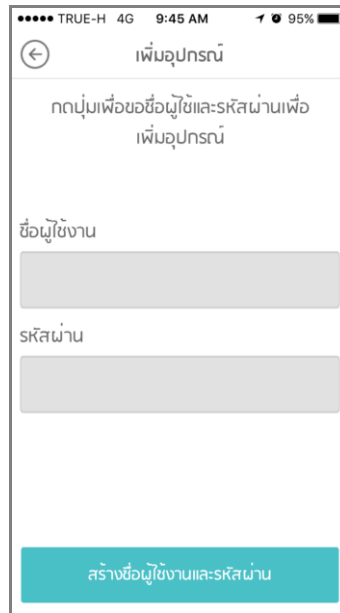 TRUE-H 4G 9:45 AM 95%
เพิ่มอุปกรณ์
กดปุ่มเพื่อขอชื่อผู้ใช้และรหัสผ่านเพื่อ
เพิ่มอุปกรณ์
ชื่อผู้ใช้งาน
รหัสผ่าน
สร้างชื่อผู้ใช้งานและรหัสผ่าน